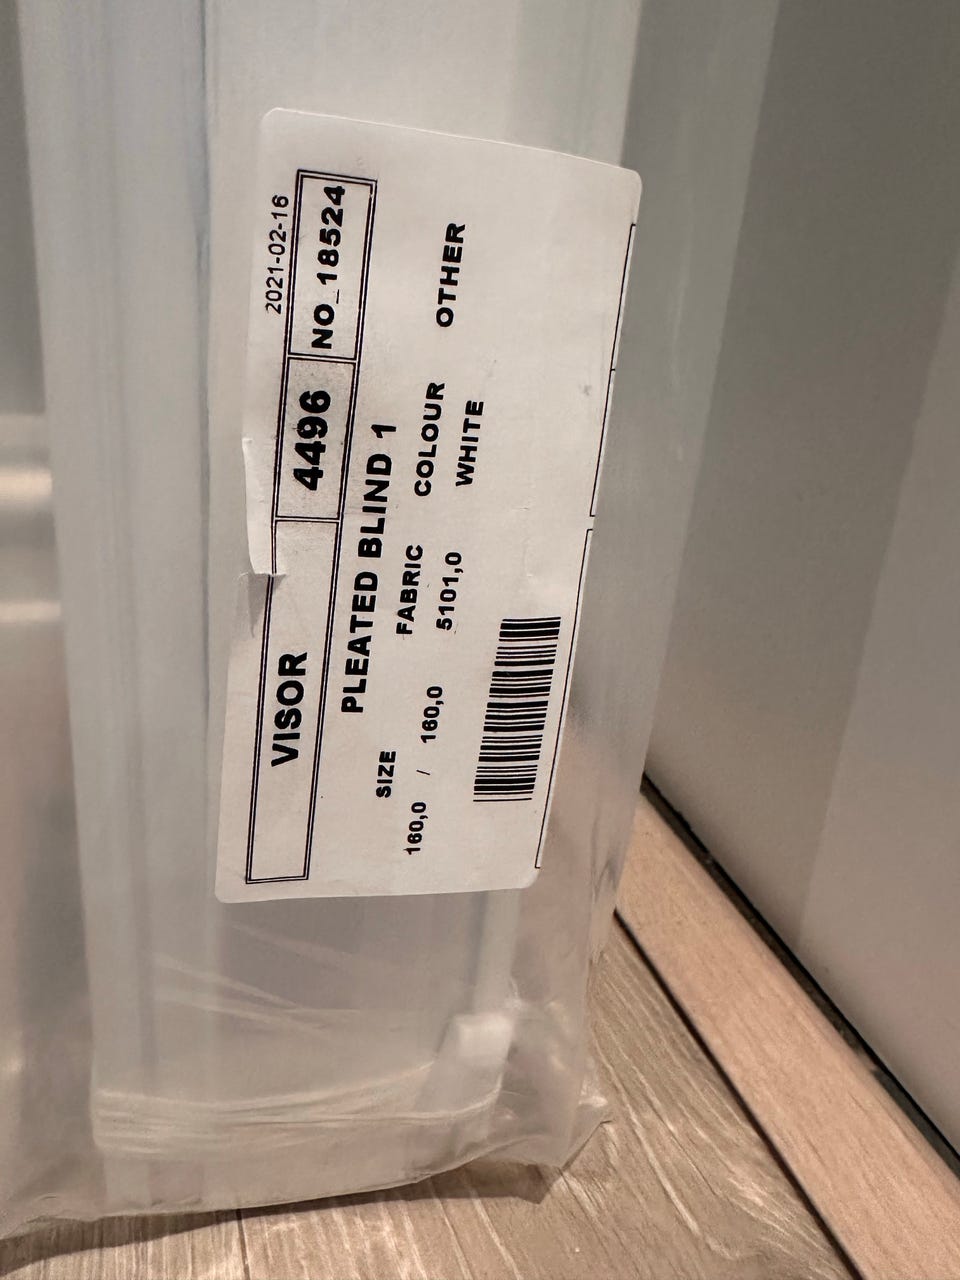 2021-02-16
VISOR 4496 NO_18524
PLEATED BLIND 1
SIZE FABRIC COLOUR OTHER
160,0 / 160,0 5101,0 WHITE